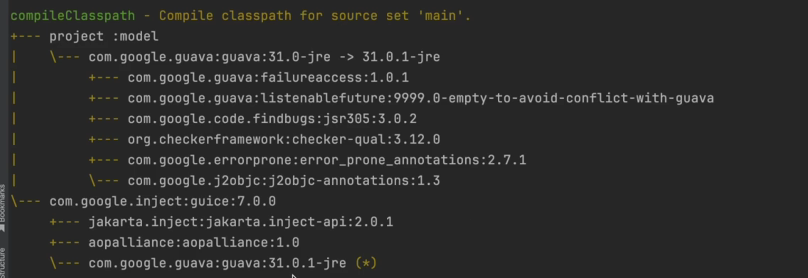 compileClasspath - Compile classpath for source set 'main'.
+--- project :model
|    \--- com.google.guava:guava:31.0-jre -> 31.0.1-jre
|         +--- com.google.guava:failureaccess:1.0.1
|         +--- com.google.guava:listenablefuture:9999.0-empty-to-avoid-conflict-with-guava
|         +--- com.google.code.findbugs:jsr305:3.0.2
|         +--- org.checkerframework:checker-qual:3.12.0
|         +--- com.google.errorprone:error_prone_annotations:2.7.1
|         \--- com.google.j2objc:j2objc-annotations:1.3
\--- com.google.inject:guice:7.0.0
     +--- jakarta.inject:jakarta.inject-api:2.0.1
     +--- aopalliance:aopalliance:1.0
     \--- com.google.guava:guava:31.0.1-jre (*)
Bookmarks